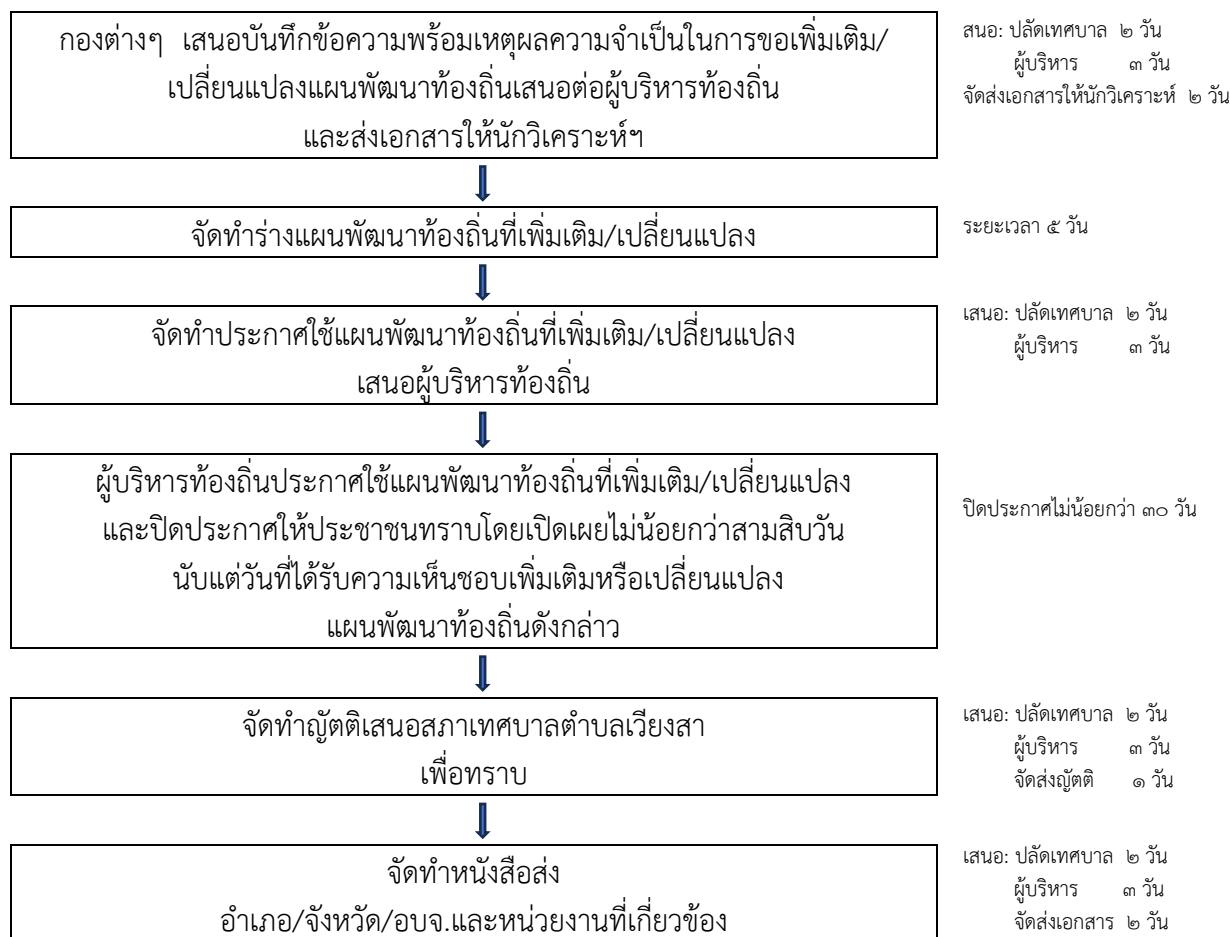 กองต่างๆ เสนอบันทึกข้อความพร้อมเหตุผลความจำเป็นในการขอเพิ่มเติม/
เปลี่ยนแปลงแผนพัฒนาท้องถิ่นเสนอต่อผู้บริหารท้องถิ่น
และส่งเอกสารให้นักวิเคราะห์ฯ
สนอ: ปลัดเทศบาล ๒ วัน
ผู้บริหาร ๓ วัน
จัดส่งเอกสารให้นักวิเคราะห์ ๒ วัน
จัดทำร่างแผนพัฒนาท้องถิ่นที่เพิ่มเติม/เปลี่ยนแปลง
ระยะเวลา ๕ วัน
จัดทำประกาศใช้แผนพัฒนาท้องถิ่นที่เพิ่มเติม/เปลี่ยนแปลง
เสนอผู้บริหารท้องถิ่น
เสนอ: ปลัดเทศบาล ๒ วัน
ผู้บริหาร ๓ วัน
ผู้บริหารท้องถิ่นประกาศใช้แผนพัฒนาท้องถิ่นที่เพิ่มเติม/เปลี่ยนแปลง
และปิดประกาศให้ประชาชนทราบโดยเปิดเผยไม่น้อยกว่าสามสิบวัน
นับแต่วันที่ได้รับความเห็นชอบเพิ่มเติมหรือเปลี่ยนแปลง
แผนพัฒนาท้องถิ่นดังกล่าว
ปิดประกาศไม่น้อยกว่า ๓๐ วัน
จัดทำญัตติเสนอสภาเทศบาลตำบลเวียงสา
เพื่อทราบ
เสนอ: ปลัดเทศบาล ๒ วัน
ผู้บริหาร ๓ วัน
จัดส่งญัตติ ๑ วัน
จัดทำหนังสือส่ง
อำเภอ/จังหวัด/อบจ.และหน่วยงานที่เกี่ยวข้อง
เสนอ: ปลัดเทศบาล ๒ วัน
ผู้บริหาร ๓ วัน
จัดส่งเอกสาร ๒ วัน